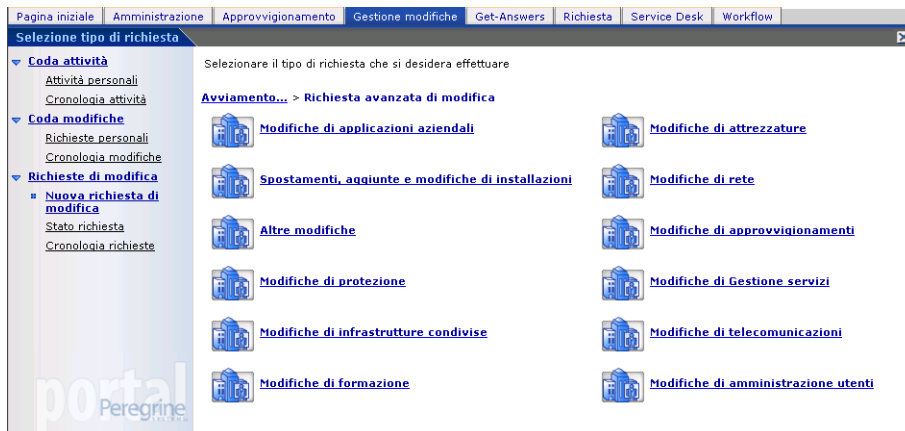 Pagina iniziale Amministrazione Approvvigionamento Gestione modifiche Get-Answers Richiesta Service Desk Workflow
Selezione tipo di richiesta
Coda attività
Attività personali
Cronologia attività
Coda modifiche
Richieste personali
Cronologia modifiche
Richieste di modifica
Nuova richiesta di
modifica
Stato richiesta
Cronologia richieste
portal
Peregrine
Selezionare il tipo di richiesta che si desidera effettuare
Avviamento... > Richiesta avanzata di modifica
Modifiche di applicazioni aziendali
Modifiche di attrezzature
Spostamenti, aggiunte e modifiche di installazioni
Modifiche di rete
Altre modifiche
Modifiche di approvvigionamenti
Modifiche di protezione
Modifiche di Gestione servizi
Modifiche di infrastrutture condivise
Modifiche di telecomunicazioni
Modifiche di formazione
Modifiche di amministrazione utenti